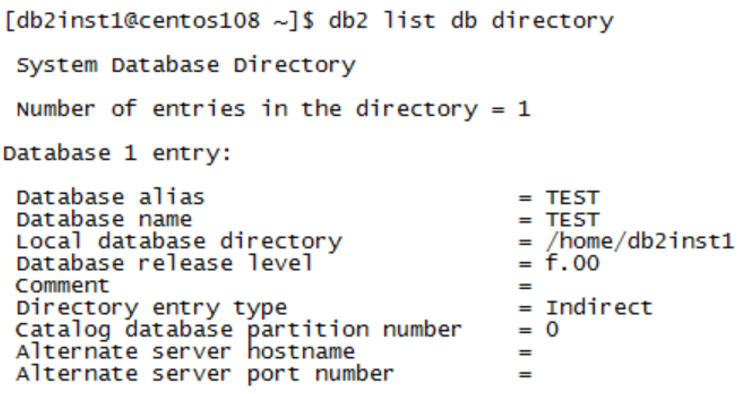 [db2inst1@centos108 ~]$ db2 list db directory
System Database Directory
Number of entries in the directory = 1
Database 1 entry:
Database alias = TEST
Database name = TEST
Local database directory = /home/db2inst1
Database release level = f.00
Comment =
Directory entry type = Indirect
Catalog database partition number = 0
Alternate server hostname =
Alternate server port number =